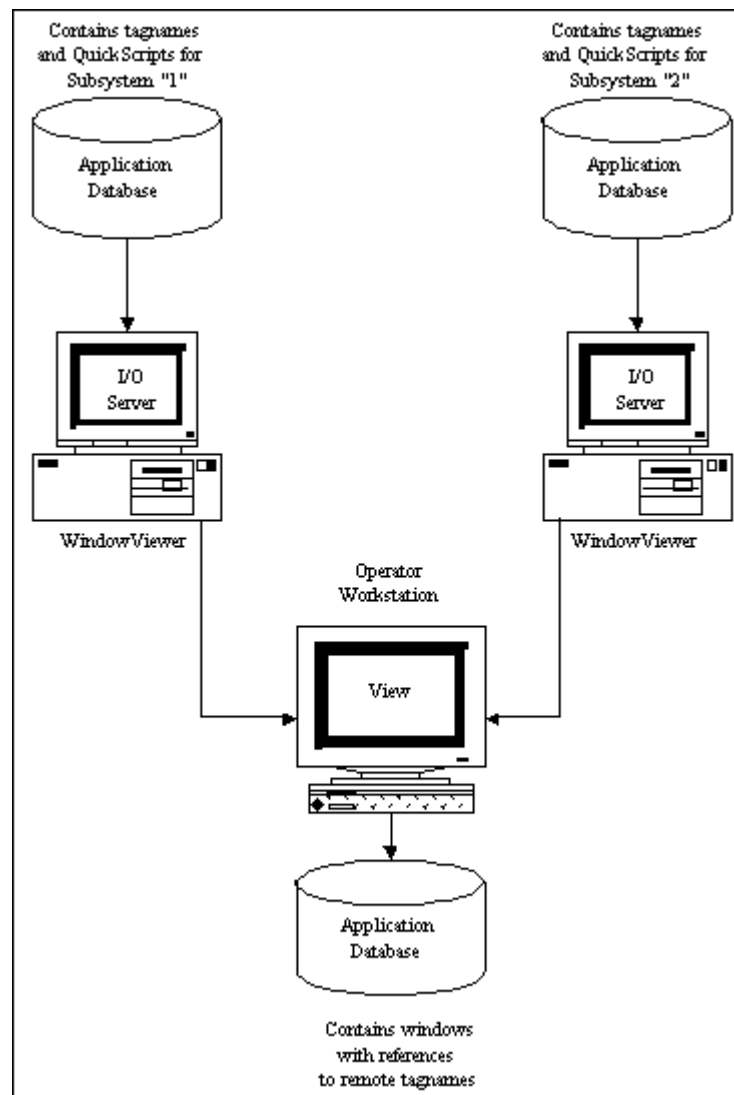 Contains tagnames
and QuickScripts for
Subsystem "1"
Application
Database
I/O
Server
WindowViewer
Contains tagnames
and QuickScripts for
Subsystem "2"
Application
Database
I/O
Server
WindowViewer
Operator
Workstation
View
Application
Database
Contains windows
with references
to remote tagnames